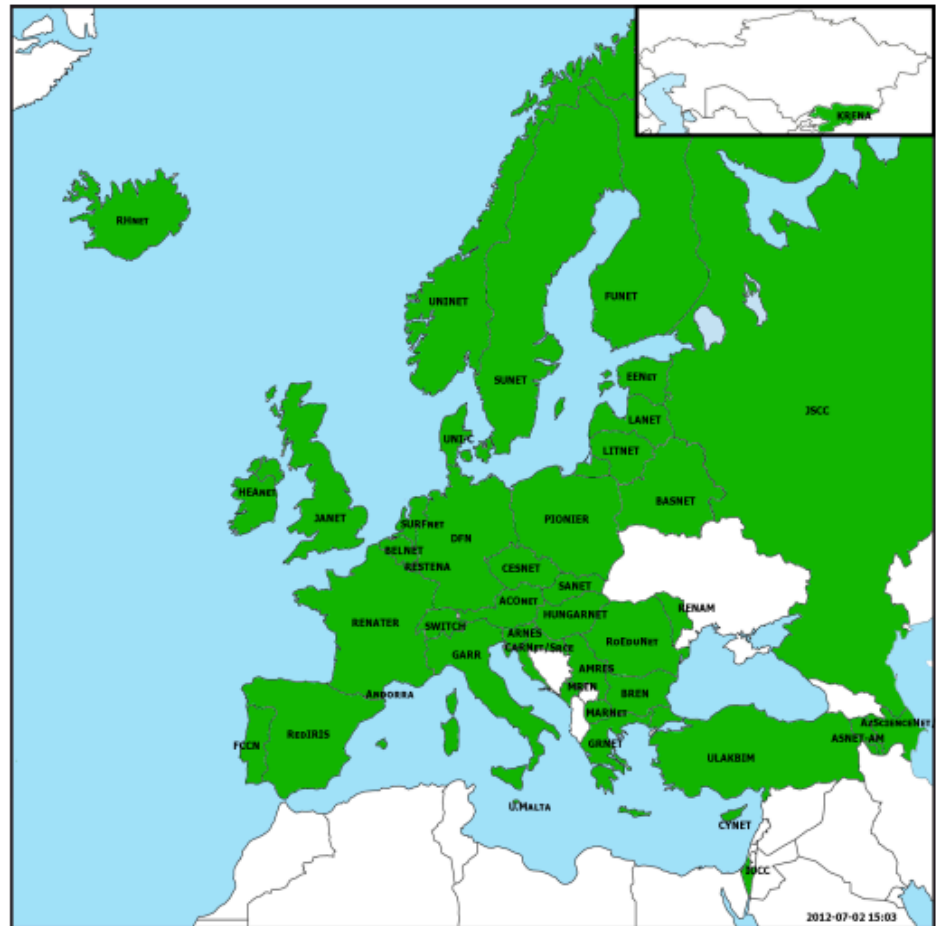 KRENA
RHNET
UNINET
FUNET
SUNET
EENET
JSCC
LANET
UNI-C
LITNET
HEANET
BASNET
JANET
SURFNET
PIONIER
DFN
BELNET
RESTENA
CESNET
SANET
ACONET
RENAM
HUNGARNET
RENATER
SWITCH
ARNES
ROEDUNET
CARNET/SRCE
GARR
AMRIS
MREN
BREN
ANDORRA
MARNET
AZSCIENCENET
FCCN
REDIRIS
GRNET
ASNET-AM
ULAKBIM
U.MALTA
CYNET
IUCC
2012-07-02 15:03